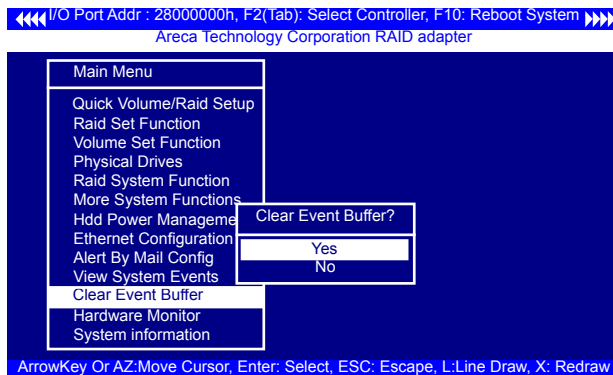 I/O Port Addr : 28000000h, F2(Tab): Select Controller, F10: Reboot System
Areca Technology Corporation RAID adapter
Main Menu
Quick Volume/Raid Setup
Raid Set Function
Volume Set Function
Physical Drives
Raid System Function
More System Functions
Hdd Power Manageme
Ethernet Configuration
Alert By Mail Config
View System Events
Clear Event Buffer
Hardware Monitor
System information
Clear Event Buffer?
Yes
No
ArrowKey Or AZ:Move Cursor, Enter: Select, ESC: Escape, L:Line Draw, X: Redraw